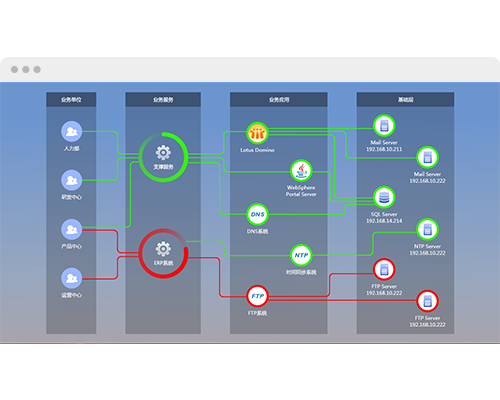 业务单位
业务服务
业务应用
基础层
人力部
研发中心
产品中心
运营中心
支撑服务
ERP系统
Lotus Domino
WebSphere
Portal Server
DNS
DNS系统
NTP
时间同步系统
FTP
FTP系统
Mail Server
192.168.10.211
Mail Server
192.168.10.222
SQL Server
192.168.14.214
NTP Server
192.168.10.222
FTP Server
192.168.10.222
FTP Server
192.168.10.222